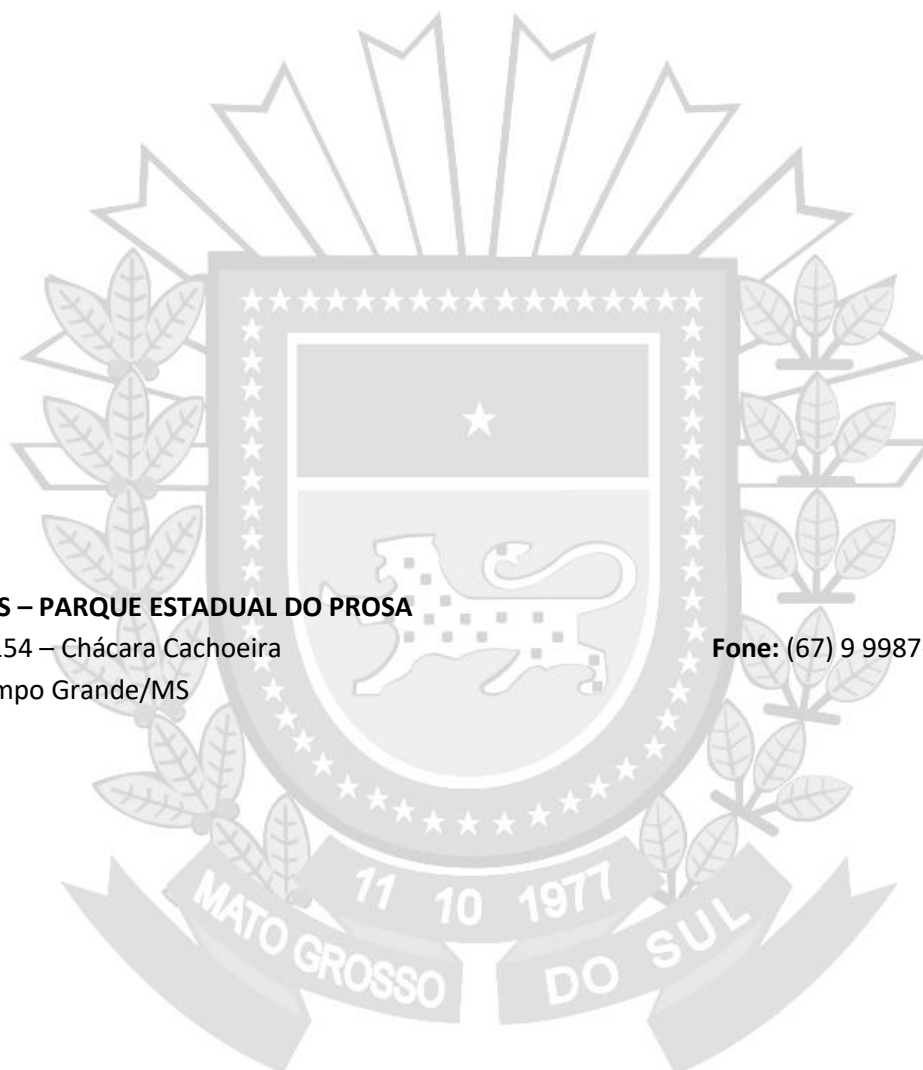 S – PARQUE ESTADUAL DO PROSA
154 – Chácara Cachoeira Fone: (67) 9 9987
mpo Grande/MS
11 10 1977
MATO GROSSO DO SUL